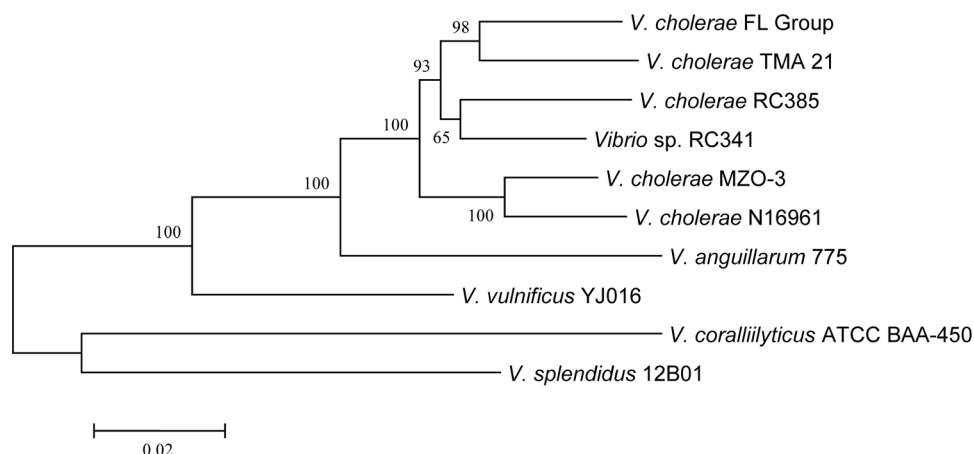 98
V. cholerae FL Group
V. cholerae TMA 21
93
V. cholerae RC385
100
65
Vibrio sp. RC341
V. cholerae MZO-3
100
100
V. cholerae N16961
100
V. anguillarum 775
V. vulnificus YJ016
V. coralliilyticus ATCC BAA-450
V. splendidus 12B01
0.02